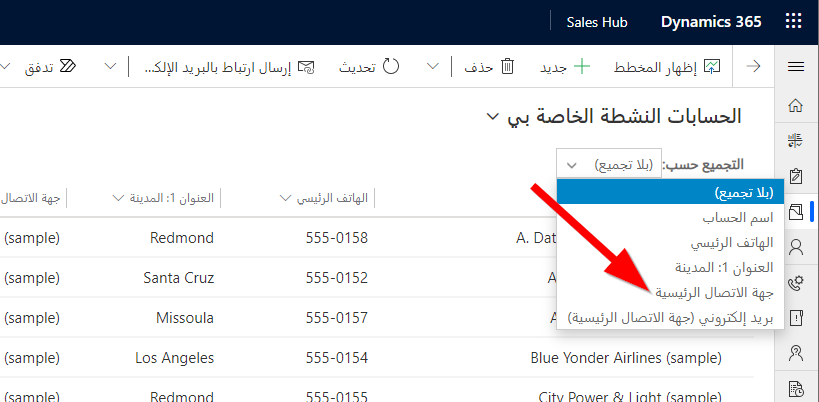 Dynamics 365 Sales Hub
إظهار المخطط جديد حذف تحديث إرسال ارتباط بالبريد الإلك... تدفق
الحسابات النشطة الخاصة بي
التجميع حسب: (بلا تجميع)
(بلا تجميع)
اسم الحساب
الهاتف الرئيسي
العنوان 1: المدينة
جهة الاتصال الرئيسية
بريد إلكتروني (جهة الاتصال الرئيسية)
الهاتف الرئيسي العنوان 1: المدينة جهة الاتصال
A. Dat 555-0158 Redmond (sample)
A 555-0152 Santa Cruz (sample)
A 555-0157 Missoula (sample)
Blue Yonder Airlines (sample) 555-0154 Los Angeles (sample)
City Power & Light (sample) 555-0155 Redmond (sample)